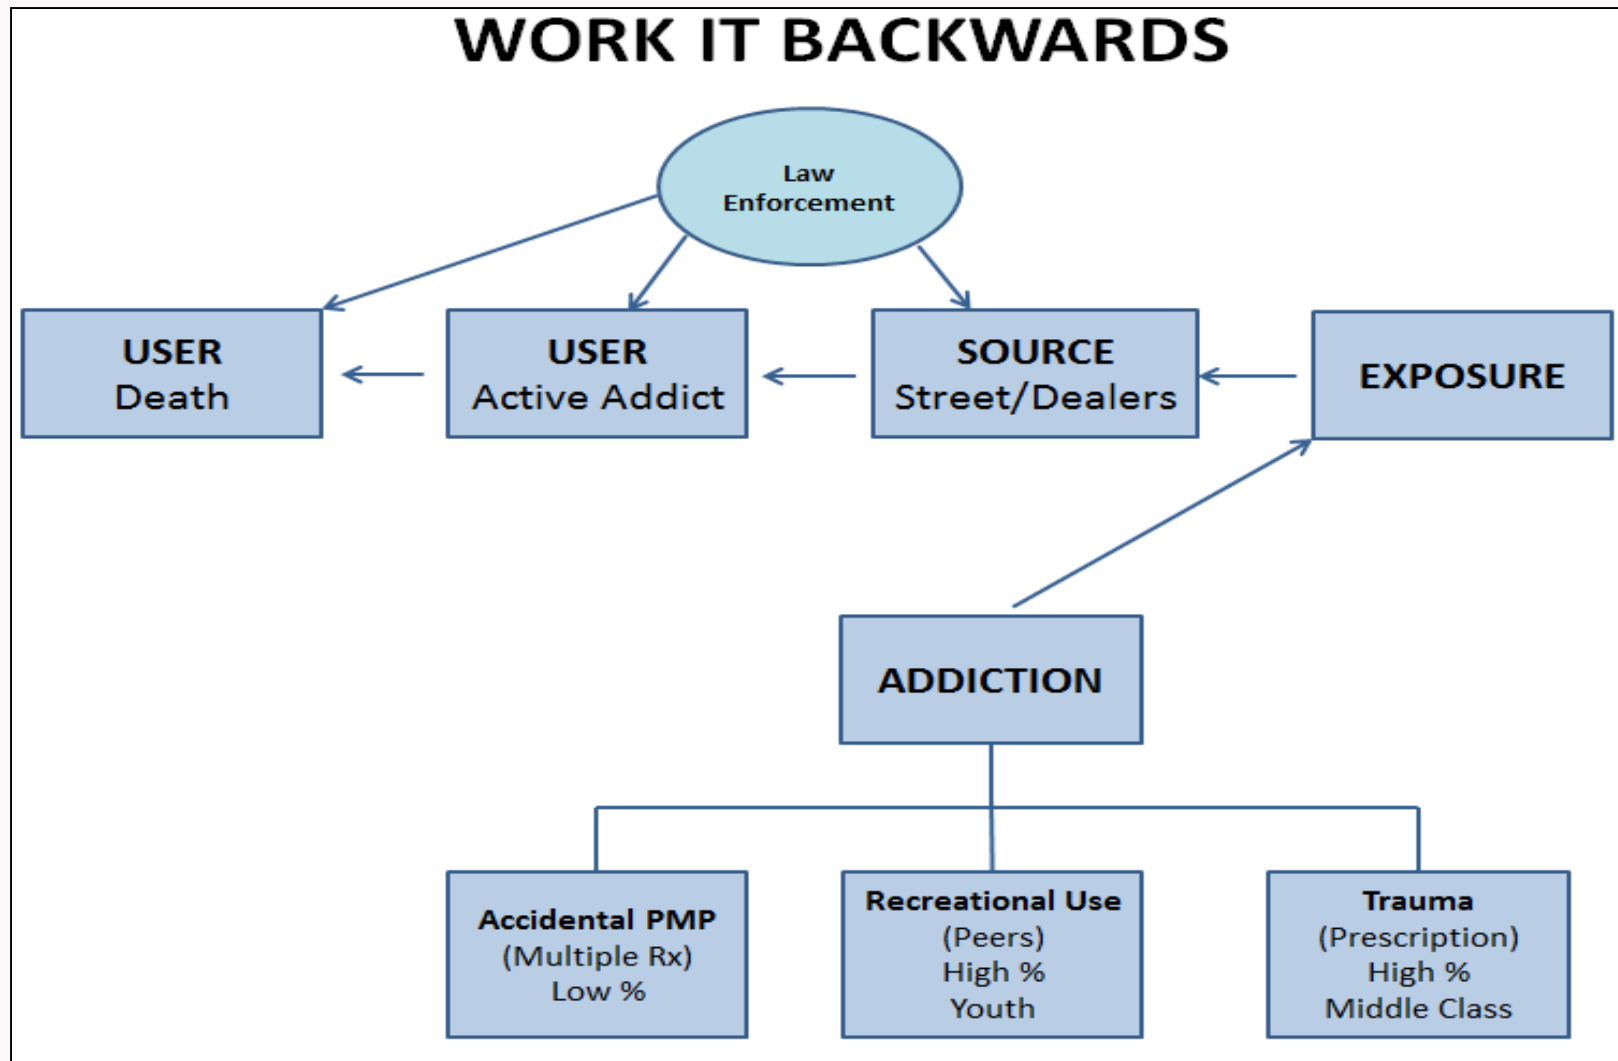 WORK IT BACKWARDS
Law
Enforcement
USER
Death
USER
Active Addict
SOURCE
Street/Dealers
EXPOSURE
ADDICTION
Accidental PMP
(Multiple Rx)
Low %
Recreational Use
(Peers)
High %
Youth
Trauma
(Prescription)
High %
Middle Class